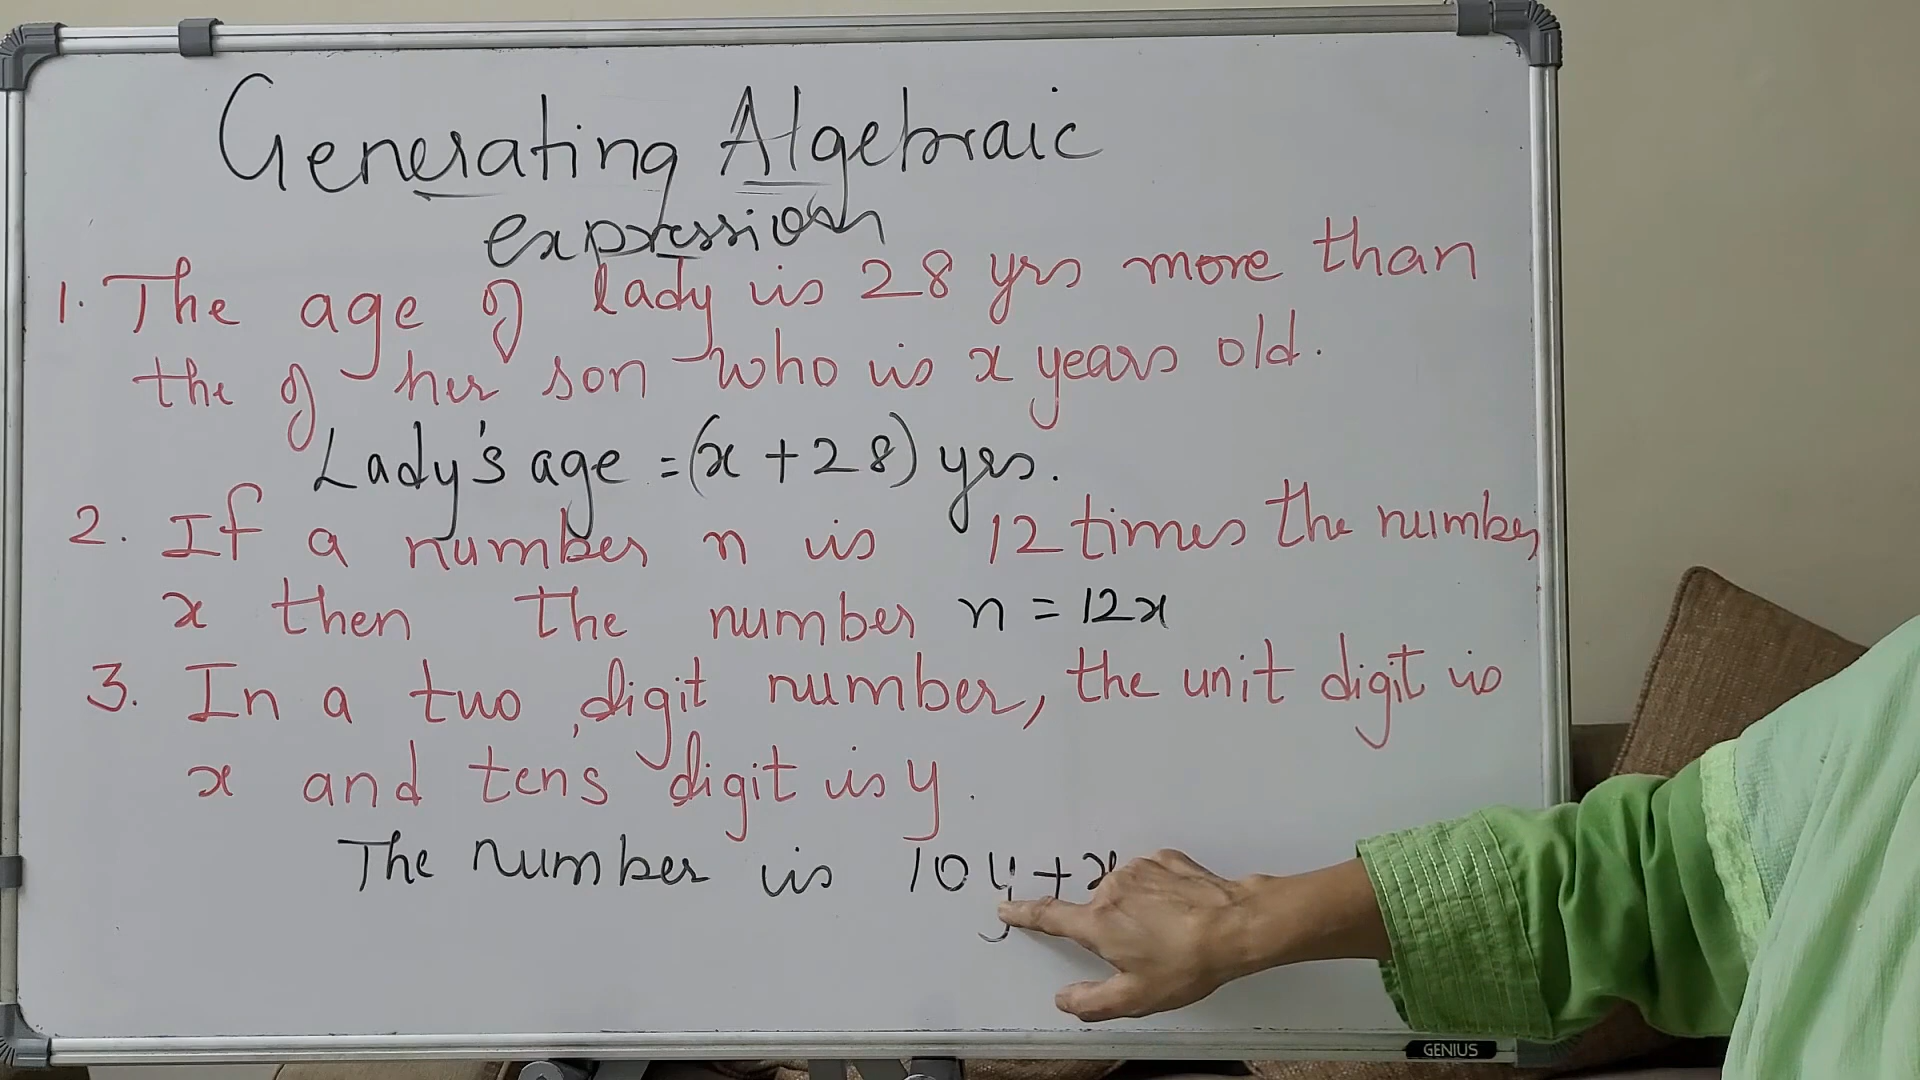 Generating Algebraic
expression
1. The age of lady is 28 yrs more than
the of her son who is x years old.
Lady's age = (x + 28) yrs.
2. If a number n is 12 times the number
x then the number n = 12x
3. In a two digit number, the unit digit is
x and ten's digit is y.
The number is 10y + x
GENIUS